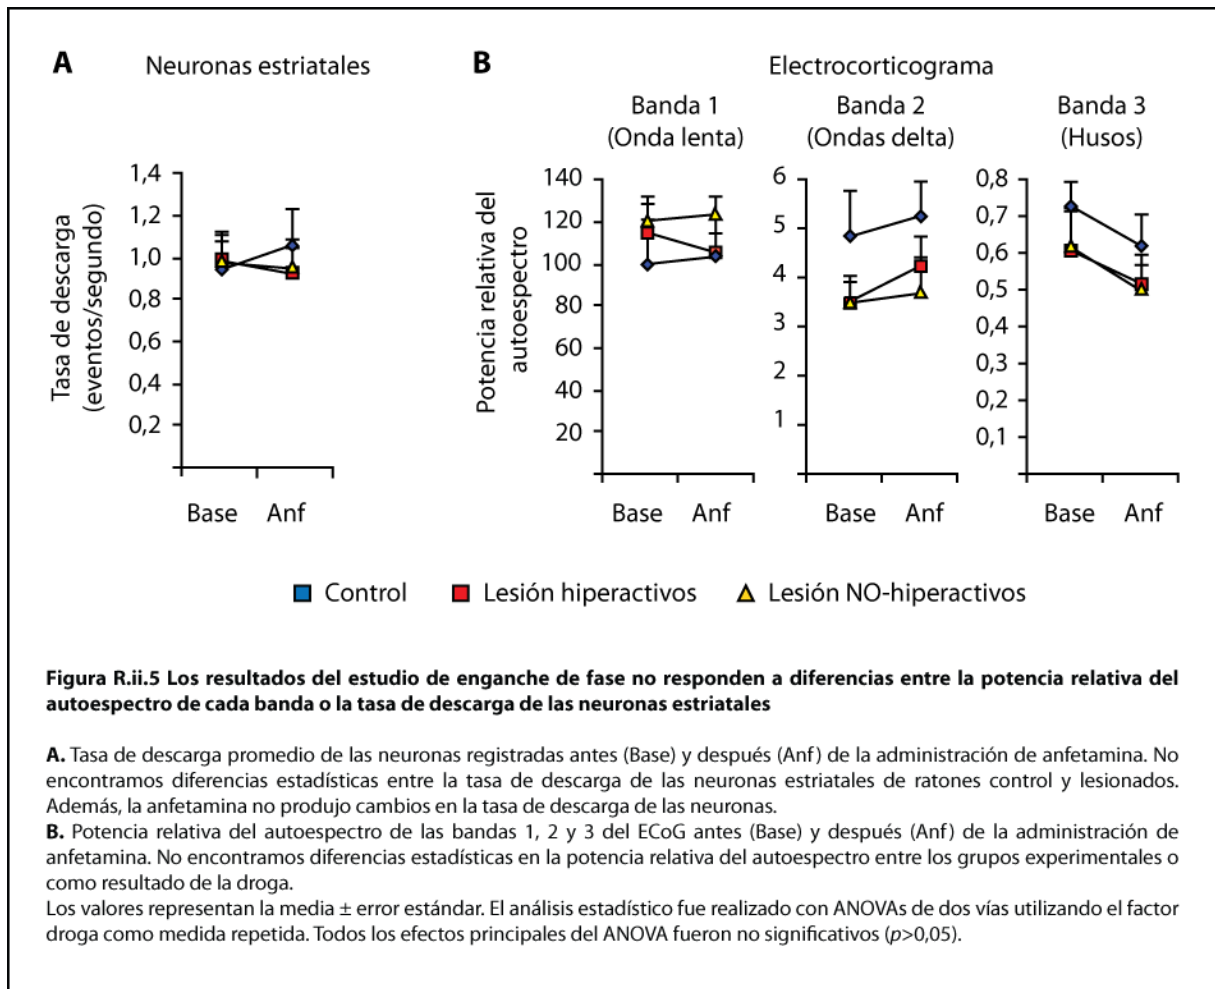 A
Neuronas estriatales
Tasa de descarga
(eventos/segundo)
1,4
1,2
1,0
0,8
0,6
0,4
0,2
Base Anf
B
Electrocorticograma
Banda 1
(Onda lenta)
Potencia relativa del
autoespectro
140
120
100
80
60
40
20
Base Anf
Banda 2
(Ondas delta)
6
5
4
3
2
1
Base Anf
Banda 3
(Husos)
0,8
0,7
0,6
0,5
0,4
0,3
0,2
0,1
Base Anf
Control Lesión hiperactivos Lesión NO-hiperactivos
Figura R.ii.5 Los resultados del estudio de enganche de fase no responden a diferencias entre la potencia relativa del
autoespectro de cada banda o la tasa de descarga de las neuronas estriatales
A. Tasa de descarga promedio de las neuronas registradas antes (Base) y después (Anf) de la administración de anfetamina. No
encontramos diferencias estadísticas entre la tasa de descarga de las neuronas estriatales de ratones control y lesionados.
Además, la anfetamina no produjo cambios en la tasa de descarga de las neuronas.
B. Potencia relativa del autoespectro de las bandas 1, 2 y 3 del ECoG antes (Base) y después (Anf) de la administración de
anfetamina. No encontramos diferencias estadísticas en la potencia relativa del autoespectro entre los grupos experimentales o
como resultado de la droga.
Los valores representan la media ± error estándar. El análisis estadístico fue realizado con ANOVAs de dos vías utilizando el factor
droga como medida repetida. Todos los efectos principales del ANOVA fueron no significativos (p>0,05).